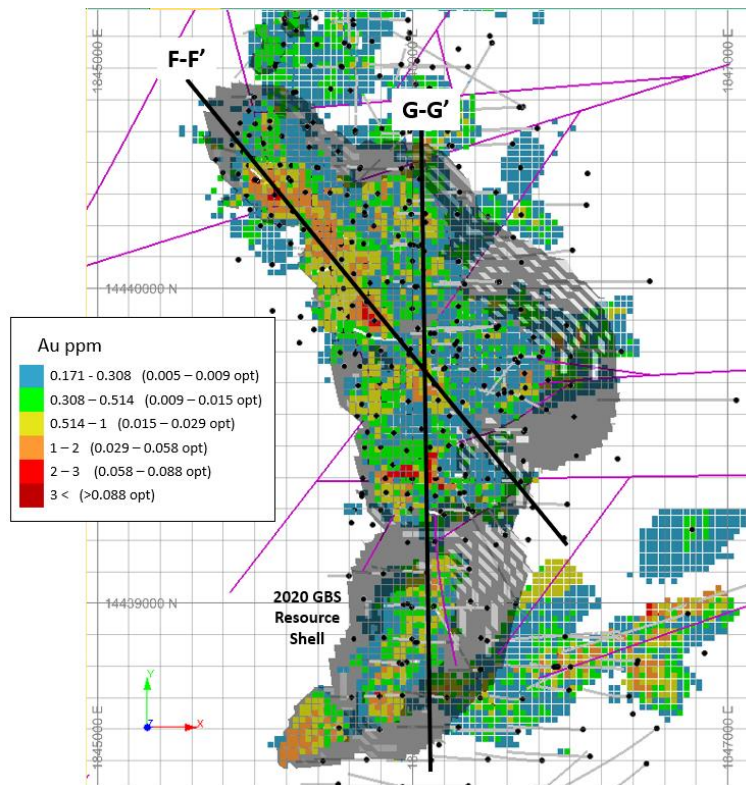 1845000 E
1847000 E
F-F’
G-G’
14440000 N
Au ppm
0.171 - 0.308 (0.005 – 0.009 opt)
0.308 – 0.514 (0.009 – 0.015 opt)
0.514 – 1 (0.015 – 0.029 opt)
1 – 2 (0.029 – 0.058 opt)
2 – 3 (0.058 – 0.088 opt)
3 < (>0.088 opt)
14439000 N
2020 GBS
Resource
Shell
Y
Z
X
1845000 E
1847000 E